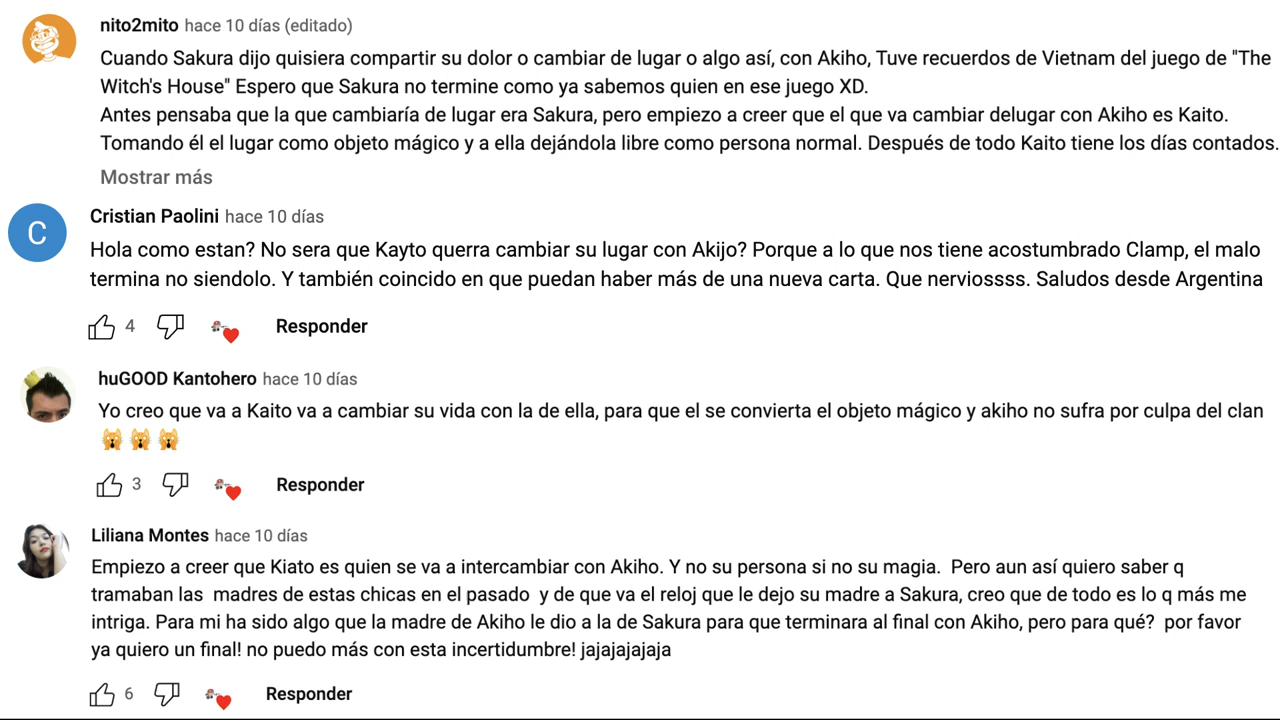 nito2mito hace 10 días (editado)
Cuando Sakura dijo quisiera compartir su dolor o cambiar de lugar o algo así, con Akiho, Tuve recuerdos de Vietnam del juego de "The
Witch's House" Espero que Sakura no termine como ya sabemos quien en ese juego XD.
Antes pensaba que la que cambiaría de lugar era Sakura, pero empiezo a creer que el que va cambiar delugar con Akiho es Kaito.
Tomando él el lugar como objeto mágico y a ella dejándola libre como persona normal. Después de todo Kaito tiene los días contados.
Mostrar más
C
Cristian Paolini hace 10 días
Hola como estan? No sera que Kayto querra cambiar su lugar con Akijo? Porque a lo que nos tiene acostumbrado Clamp, el malo
termina no siendolo. Y también coincido en que puedan haber más de una nueva carta. Que nerviossss. Saludos desde Argentina
4 Responder
huGOOD Kantohero hace 10 días
Yo creo que va a Kaito va a cambiar su vida con la de ella, para que el se convierta el objeto mágico y akiho no sufra por culpa del clan
🙀🙀🙀
3 Responder
Liliana Montes hace 10 días
Empiezo a creer que Kiato es quien se va a intercambiar con Akiho. Y no su persona si no su magia.  Pero aun así quiero saber q
tramaban las  madres de estas chicas en el pasado  y de que va el reloj que le dejo su madre a Sakura, creo que de todo es lo q más me
intriga. Para mi ha sido algo que la madre de Akiho le dio a la de Sakura para que terminara al final con Akiho, pero para qué?  por favor
ya quiero un final! no puedo más con esta incertidumbre! jajajajajaja
6 Responder